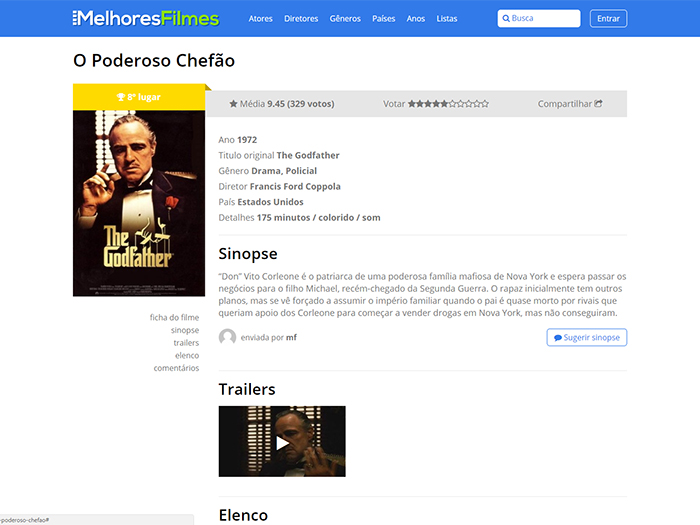 MelhoresFilmes
Atores Diretores Gêneros Países Anos Listas
Busca
Entrar
O Poderoso Chefão
8º lugar
Média 9.45 (329 votos)
Votar
Compartilhar
The
Godfather
Ano 1972
Titulo original The Godfather
Gênero Drama, Policial
Diretor Francis Ford Coppola
País Estados Unidos
Detalhes 175 minutos / colorido / som
ficha do filme
sinopse
trailers
elenco
comentários
Sinopse
“Don” Vito Corleone é o patriarca de uma poderosa família mafiosa de Nova York e espera passar os
negócios para o filho Michael, recém-chegado da Segunda Guerra. O rapaz inicialmente tem outros
planos, mas se vê forçado a assumir o império familiar quando o pai é quase morto por rivais que
queriam apoio dos Corleone para começar a vender drogas em Nova York, mas não conseguiram.
enviada por mf
Sugerir sinopse
Trailers
Elenco
-poderoso-chefao#